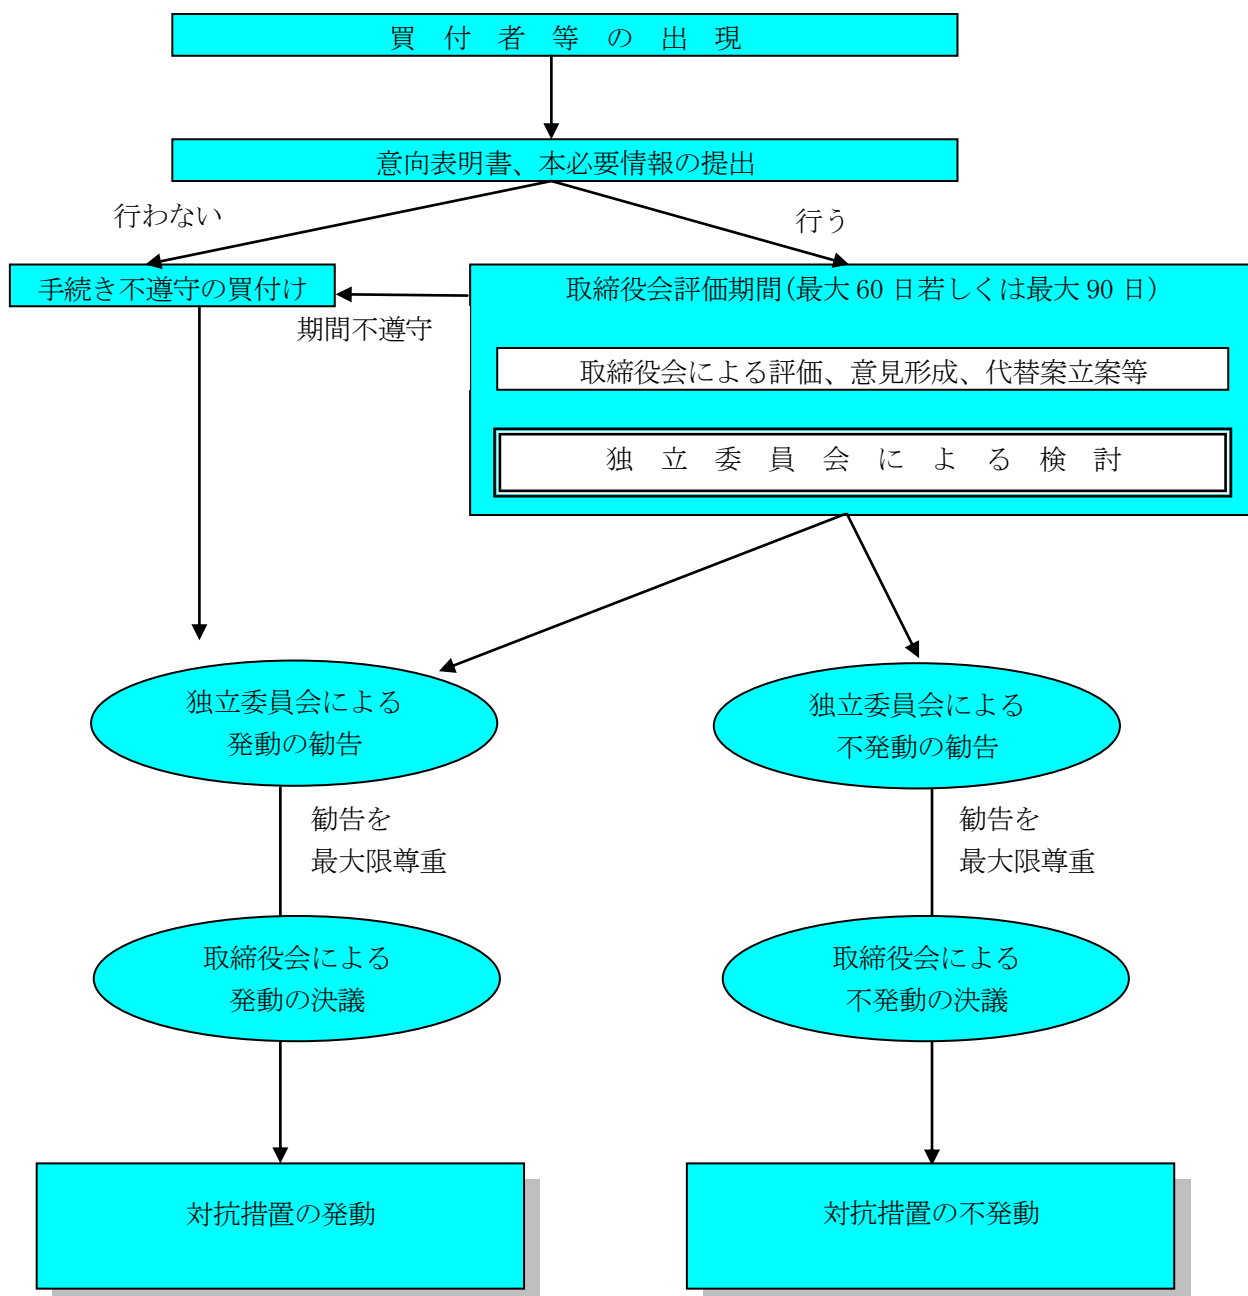 買付者等の出現
意向表明書、本必要情報の提出
行わない
行う
手続き不遵守の買付け
取締役会評価期間(最大60日若しくは最大90日)
期間不遵守
取締役会による評価、意見形成、代替案立案等
独立委員会による検討
独立委員会による
発動の勧告
独立委員会による
不発動の勧告
勧告を
最大限尊重
勧告を
最大限尊重
取締役会による
発動の決議
取締役会による
不発動の決議
対抗措置の発動
対抗措置の不発動